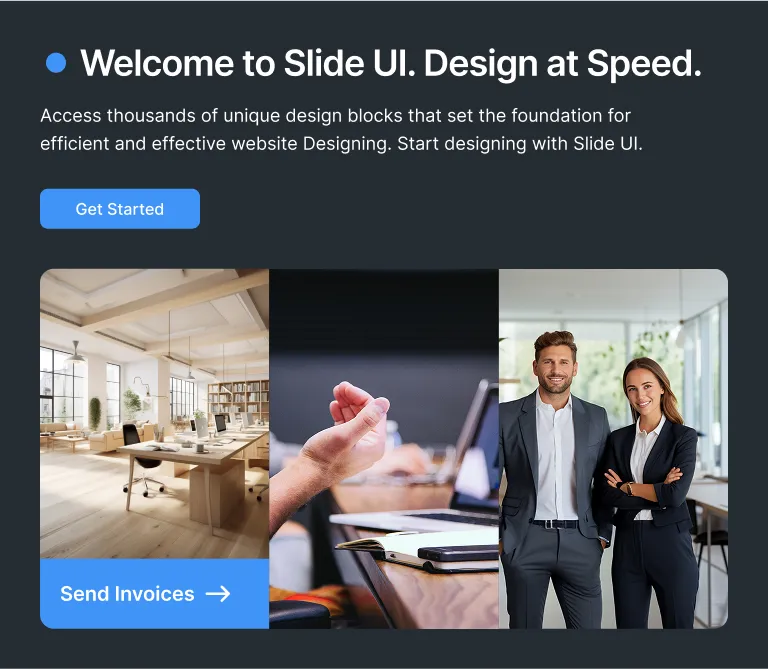 Welcome to Slide UI. Design at Speed.
Access thousands of unique design blocks that set the foundation for
efficient and effective website Designing. Start designing with Slide UI.
Get Started
Send Invoices